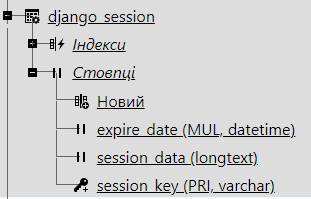 django_session
Індекси
Стовпці
Новий
expire_date (MUL, datetime)
session_data (longtext)
session_key (PRI, varchar)